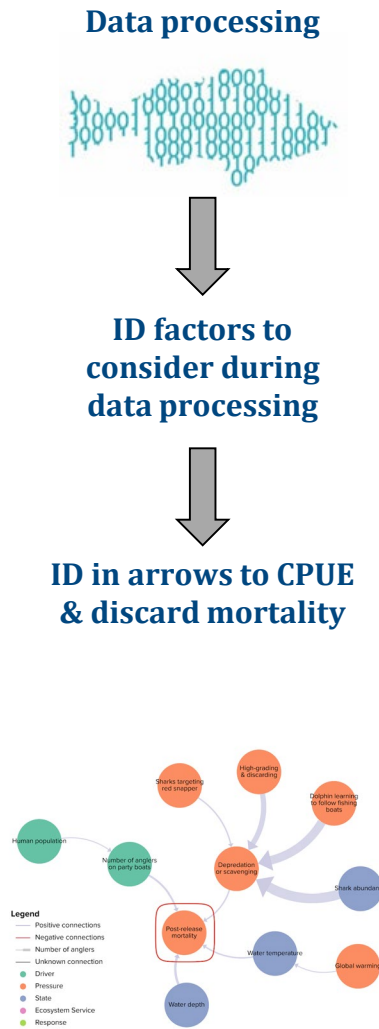 Data processing
ID factors to
consider during
data processing
ID in arrows to CPUE
& discard mortality
High-grading
& discarding
Sharks targeting
red snapper
Dolphin learning
to follow fishing
boats
Human population
Number of anglers
on party boats
Depredation
or scavenging
Shark abundan
Post-release
mortality
Water temperature
Global warming
Water depth
Legend
Positive connections
Negative connections
Number of anglers
Unknown connection
Driver
Pressure
State
Ecosystem Service
Response